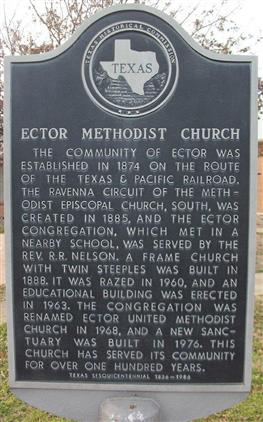 TEXAS HISTORICAL COMMISSION
TEXAS
ECTOR METHODIST CHURCH
THE COMMUNITY OF ECTOR WAS
ESTABLISHED IN 1874 ON THE ROUTE
OF THE TEXAS & PACIFIC RAILROAD.
THE RAVENNA CIRCUIT OF THE METH-
ODIST EPISCOPAL CHURCH, SOUTH, WAS
CREATED IN 1885, AND THE ECTOR
CONGREGATION, WHICH MET IN A
NEARBY SCHOOL, WAS SERVED BY THE
REV. R.R. NELSON. A FRAME CHURCH
WITH TWIN STEEPLES WAS BUILT IN
1888. IT WAS RAZED IN 1960, AND AN
EDUCATIONAL BUILDING WAS ERECTED
IN 1963. THE CONGREGATION WAS
RENAMED ECTOR UNITED METHODIST
CHURCH IN 1968, AND A NEW SANC-
TUARY WAS BUILT IN 1976. THIS
CHURCH HAS SERVED ITS COMMUNITY
FOR OVER ONE HUNDRED YEARS.
TEXAS SESQUICENTENNIAL 1836-1986